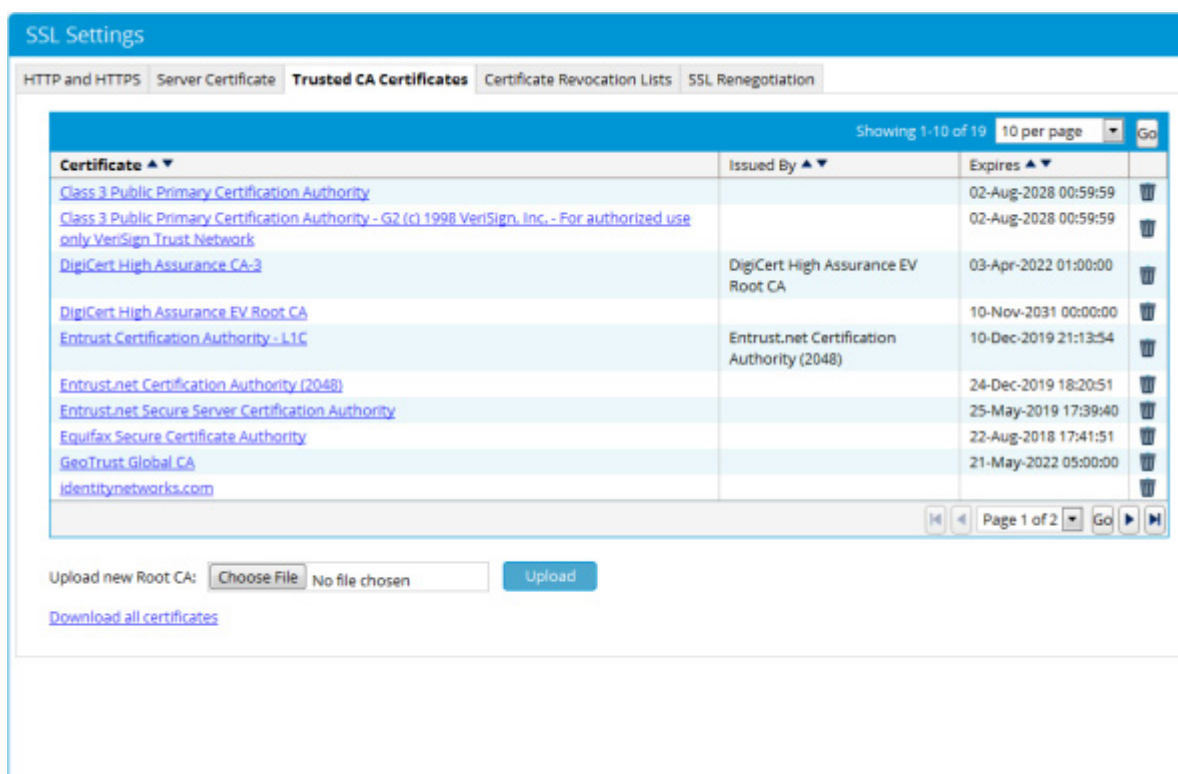 SSL Settings
HTTP and HTTPS Server Certificate Trusted CA Certificates Certificate Revocation Lists SSL Renegotiation
Showing 1-10 of 19 10 per page Go
Certificate Issued By Expires
Class 3 Public Primary Certification Authority 02-Aug-2028 00:59:59
Class 3 Public Primary Certification Authority - G2 (c) 1998 VeriSign, Inc. - For authorized use 02-Aug-2028 00:59:59
only VeriSign Trust Network
DigiCert High Assurance CA-3 DigiCert High Assurance EV 03-Apr-2022 01:00:00
Root CA
DigiCert High Assurance EV Root CA 10-Nov-2031 00:00:00
Entrust Certification Authority - L1C Entrust.net Certification 10-Dec-2019 21:13:54
Authority (2048)
Entrust.net Certification Authority (2048) 24-Dec-2019 18:20:51
Entrust.net Secure Server Certification Authority 25-May-2019 17:39:40
Equifax Secure Certificate Authority 22-Aug-2018 17:41:51
GeoTrust Global CA 21-May-2022 05:00:00
identitynetworks.com
Page 1 of 2 Go
Upload new Root CA: Choose File No file chosen Upload
Download all certificates